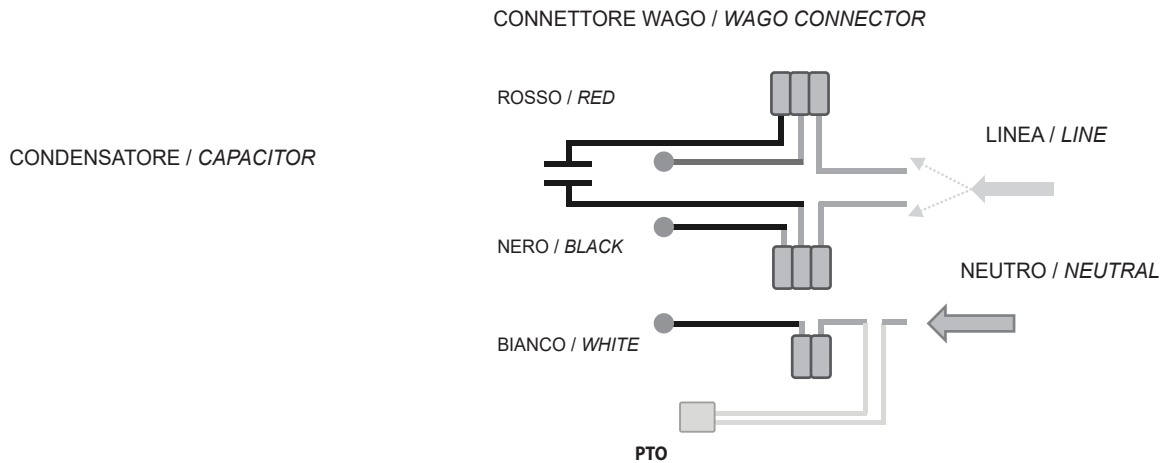 CONNETTORE WAGO / WAGO CONNECTOR
ROSSO / RED
LINEA / LINE
CONDENSATORE / CAPACITOR
NERO / BLACK
NEUTRO / NEUTRAL
BIANCO / WHITE
PTO